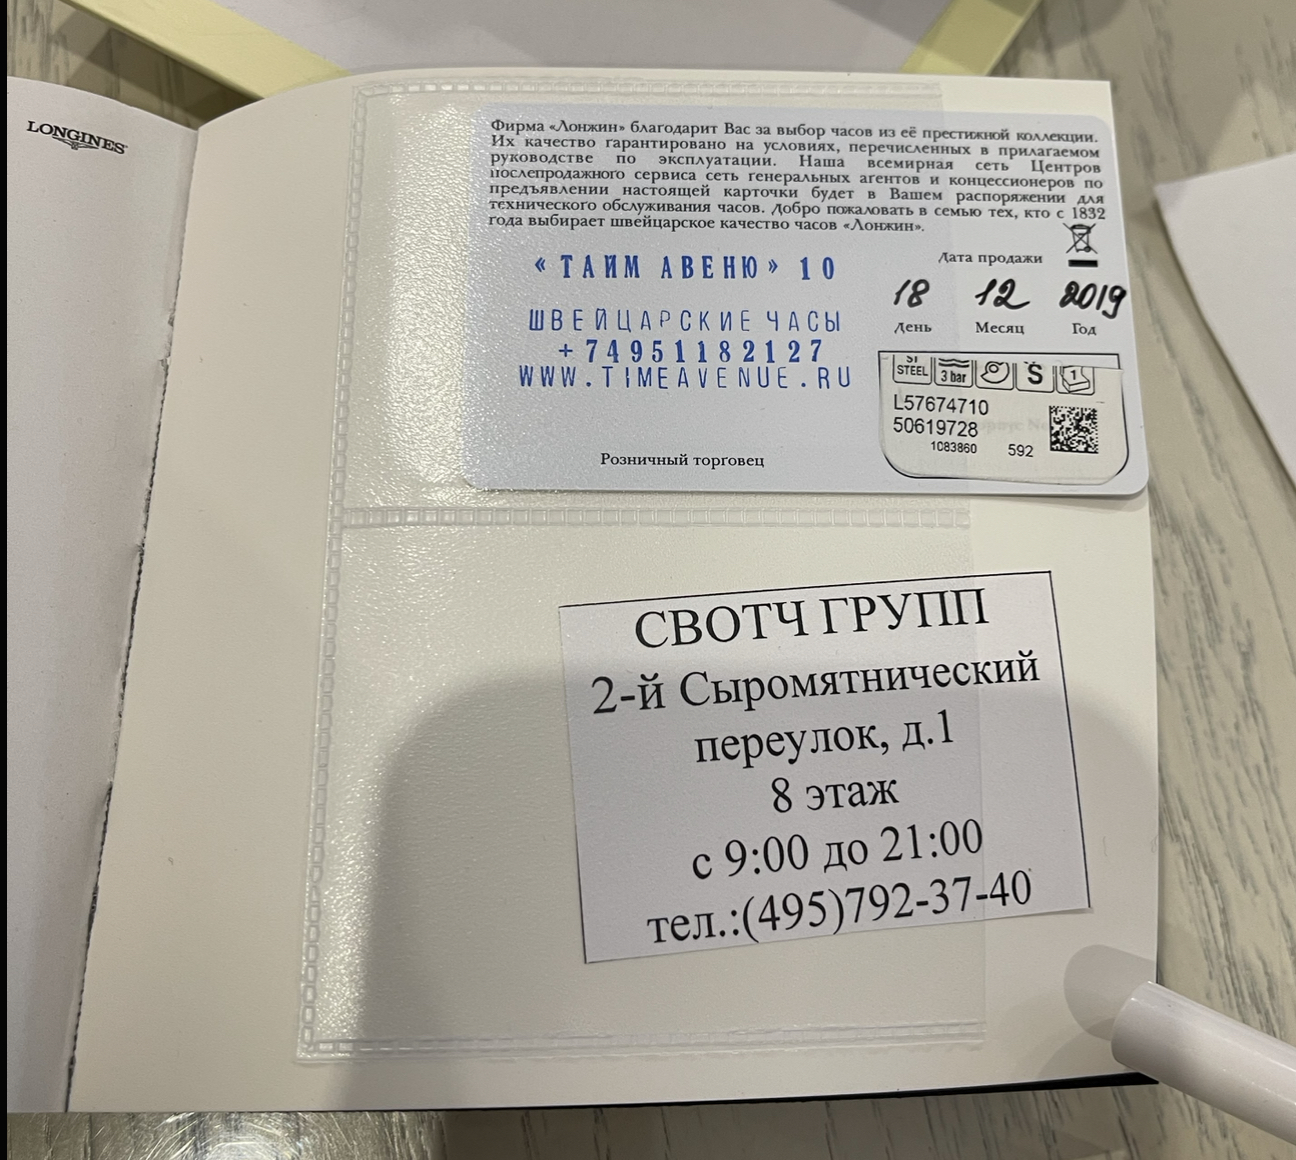 LONGINES
Фирма «Лонжин» благодарит Вас за выбор часов из её престижной коллекции.
Их качество гарантировано на условиях, перечисленных в прилагаемом
руководстве по эксплуатации. Наша всемирная сеть Центров
послепродажного сервиса сеть генеральных агентов и концессионеров по
предъявлении настоящей карточки будет в Вашем распоряжении для
технического обслуживания часов. Добро пожаловать в семью тех, кто с 1832
года выбирает швейцарское качество часов «Лонжин».
« ТАЙМ АВЕНЮ» 10
ШВЕЙЦАРСКИЕ ЧАСЫ
+74951182127
WWW.TIMEAVENUE.RU
Розничный торговец
Дата продажи
18 12 2019
День Месяц Год
ST STEEL 3 bar S 1
L57674710
50619728
1083860 592
СВОТЧ ГРУПП
2-й Сыромятнический
переулок, д.1
8 этаж
с 9:00 до 21:00
тел.:(495)792-37-40